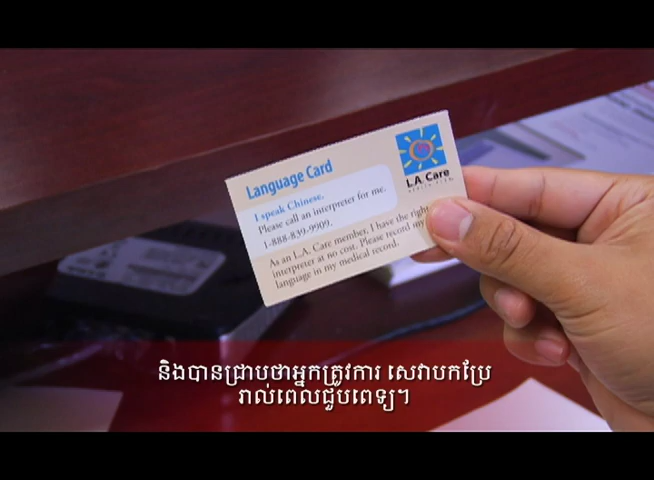 Language Card
L.A. Care
HEALTH PLAN
I speak Chinese.
Please call an interpreter for me.
1-888-839-9909.
As an L.A. Care member, I have the right
interpreter at no cost. Please record my
language in my medical record.
និងបានជ្រាបថាអ្នកត្រូវការ សេវាបកប្រែ
រាល់ពេលជួបពេទ្យ។